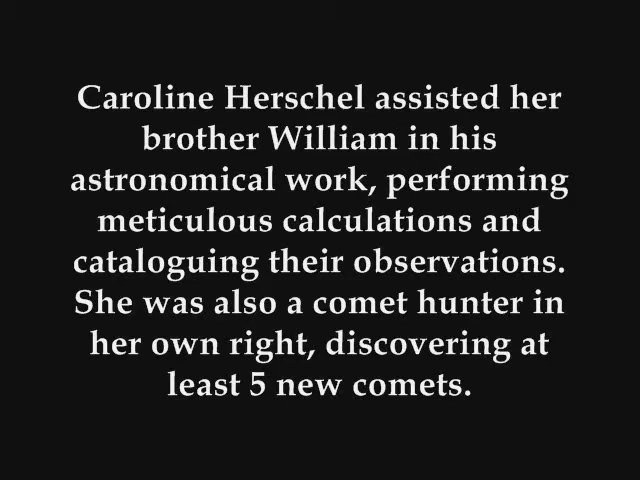 Caroline Herschel assisted her
brother William in his
astronomical work, performing
meticulous calculations and
cataloguing their observations.
She was also a comet hunter in
her own right, discovering at
least 5 new comets.